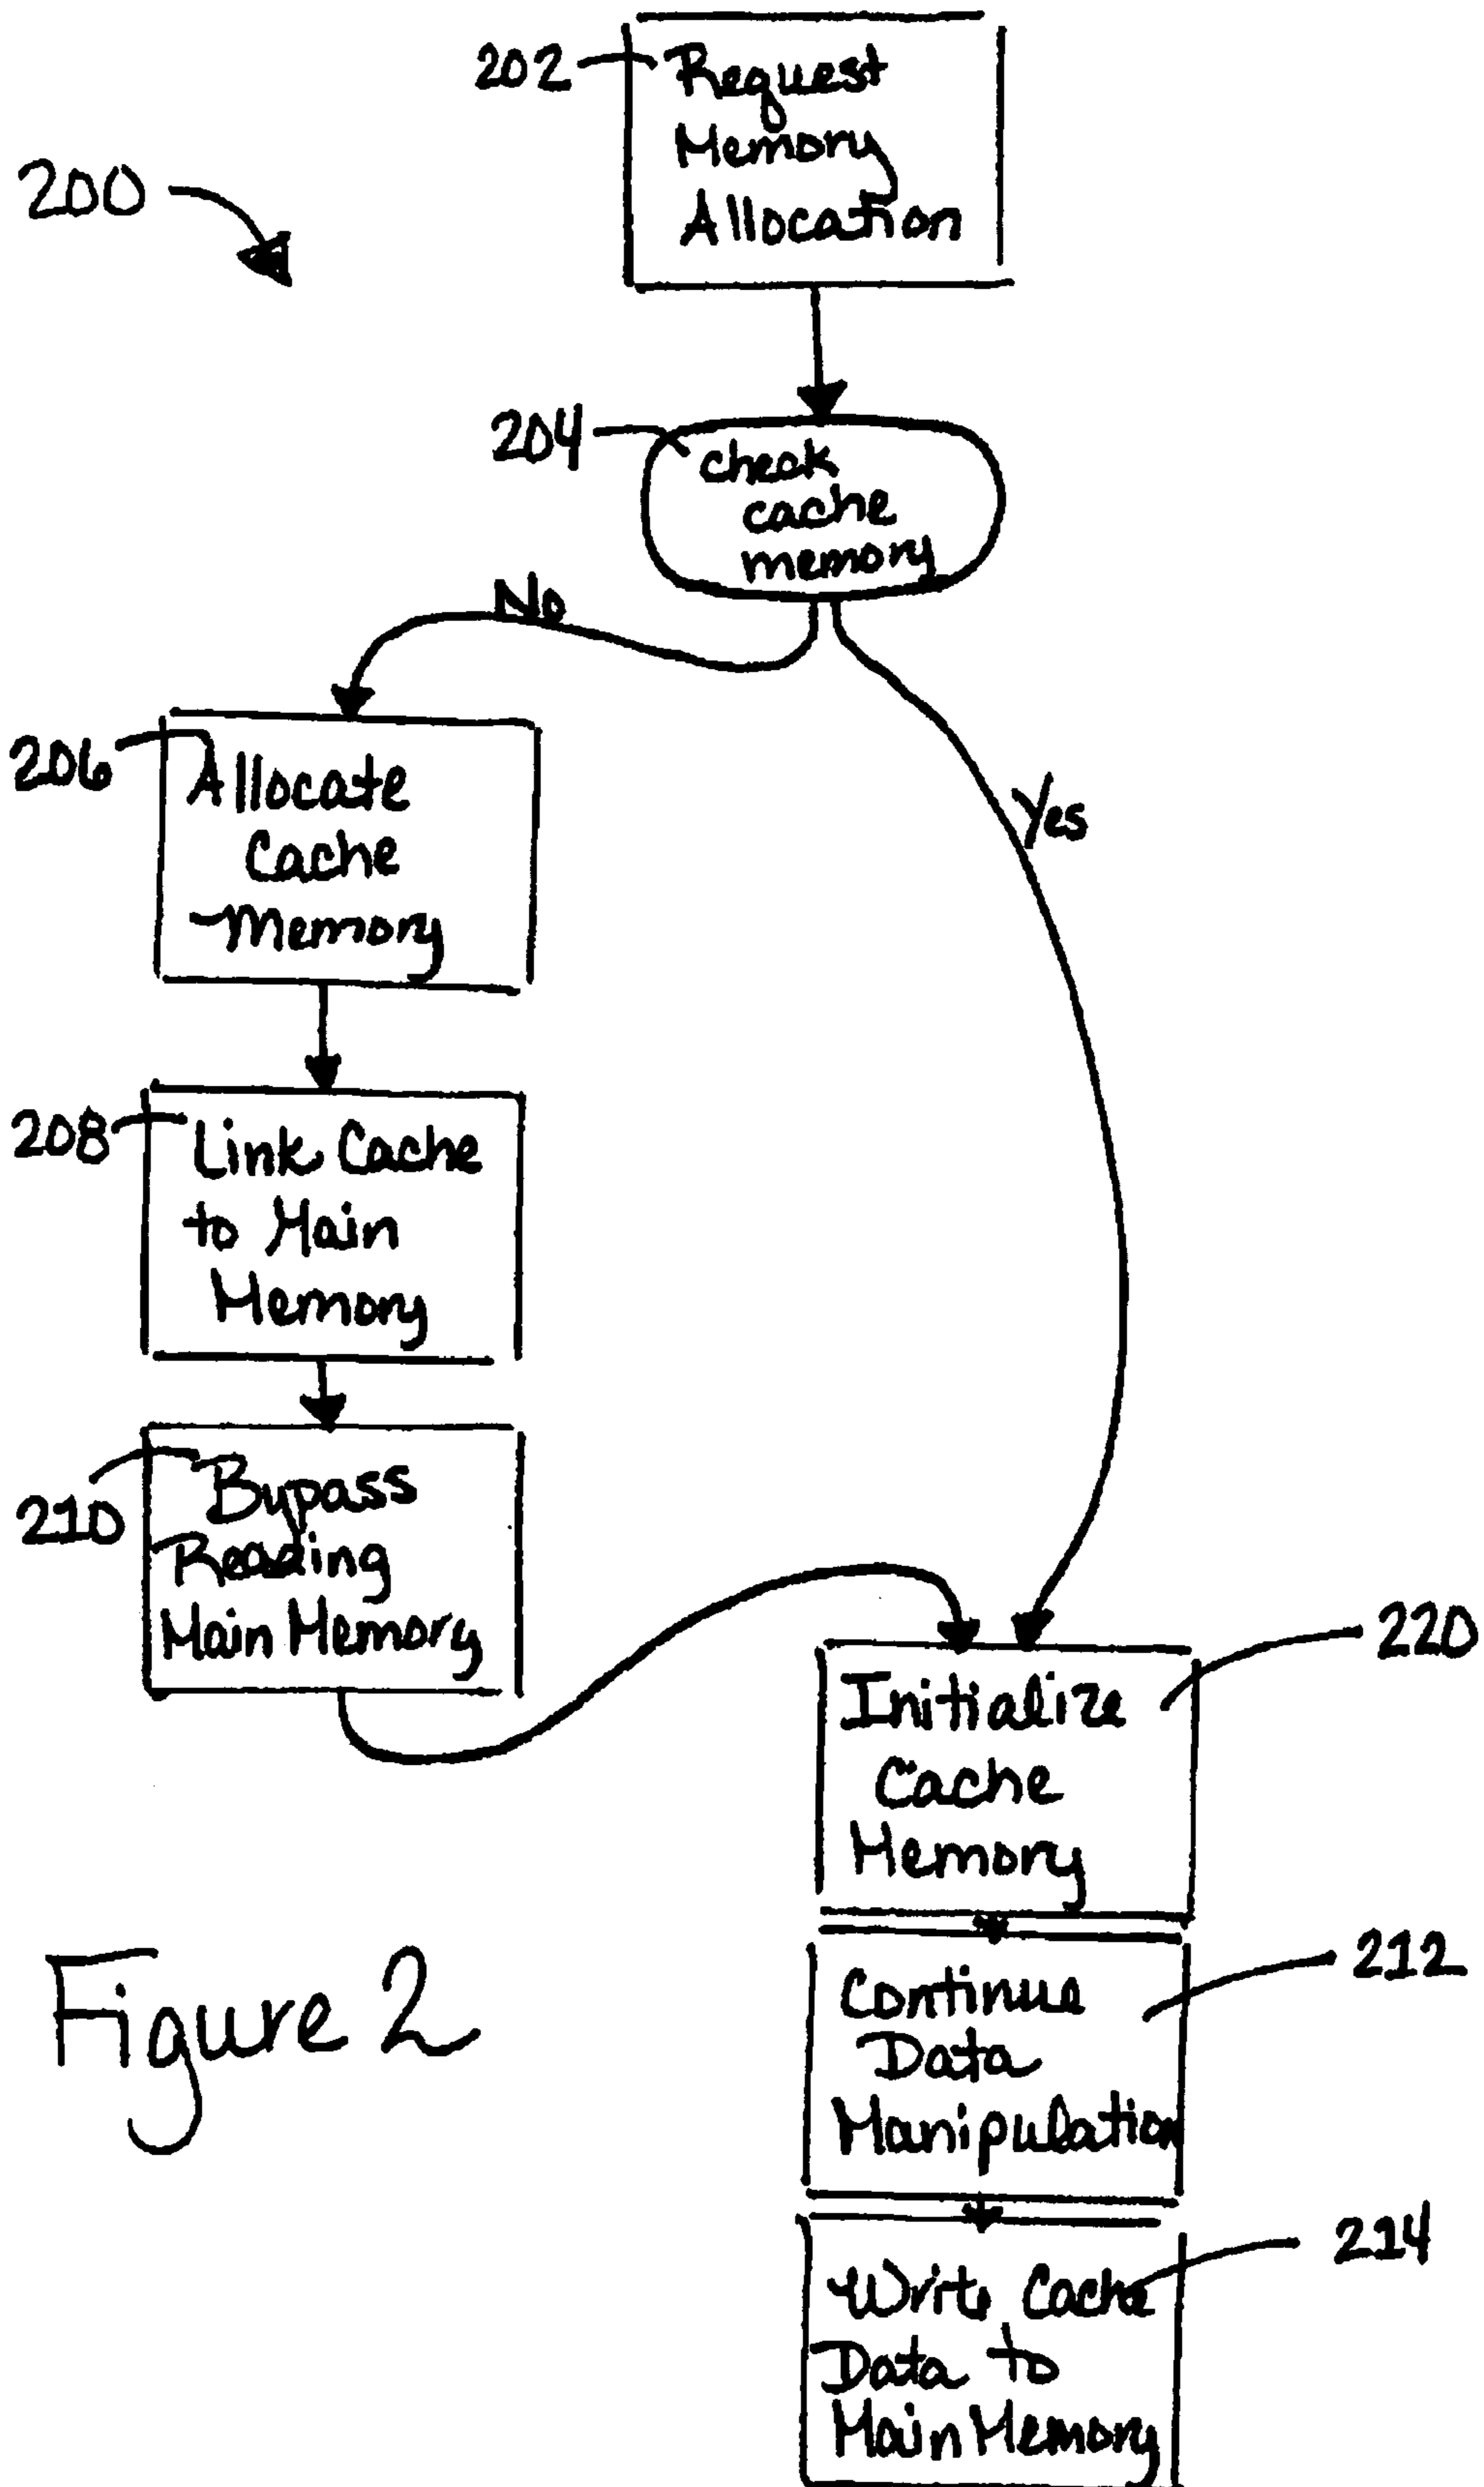 202
Request
Memory
Allocation
200
204
check
cache
memory
No
Yes
206
Allocate
Cache
Memory
208
Link Cache
to Main
Memory
210
Bypass
Reading
Main Memory
220
Initialize
Cache
Memory
212
Continue
Data
Manipulation
214
Write Cache
Data to
Main Memory
Figure 2